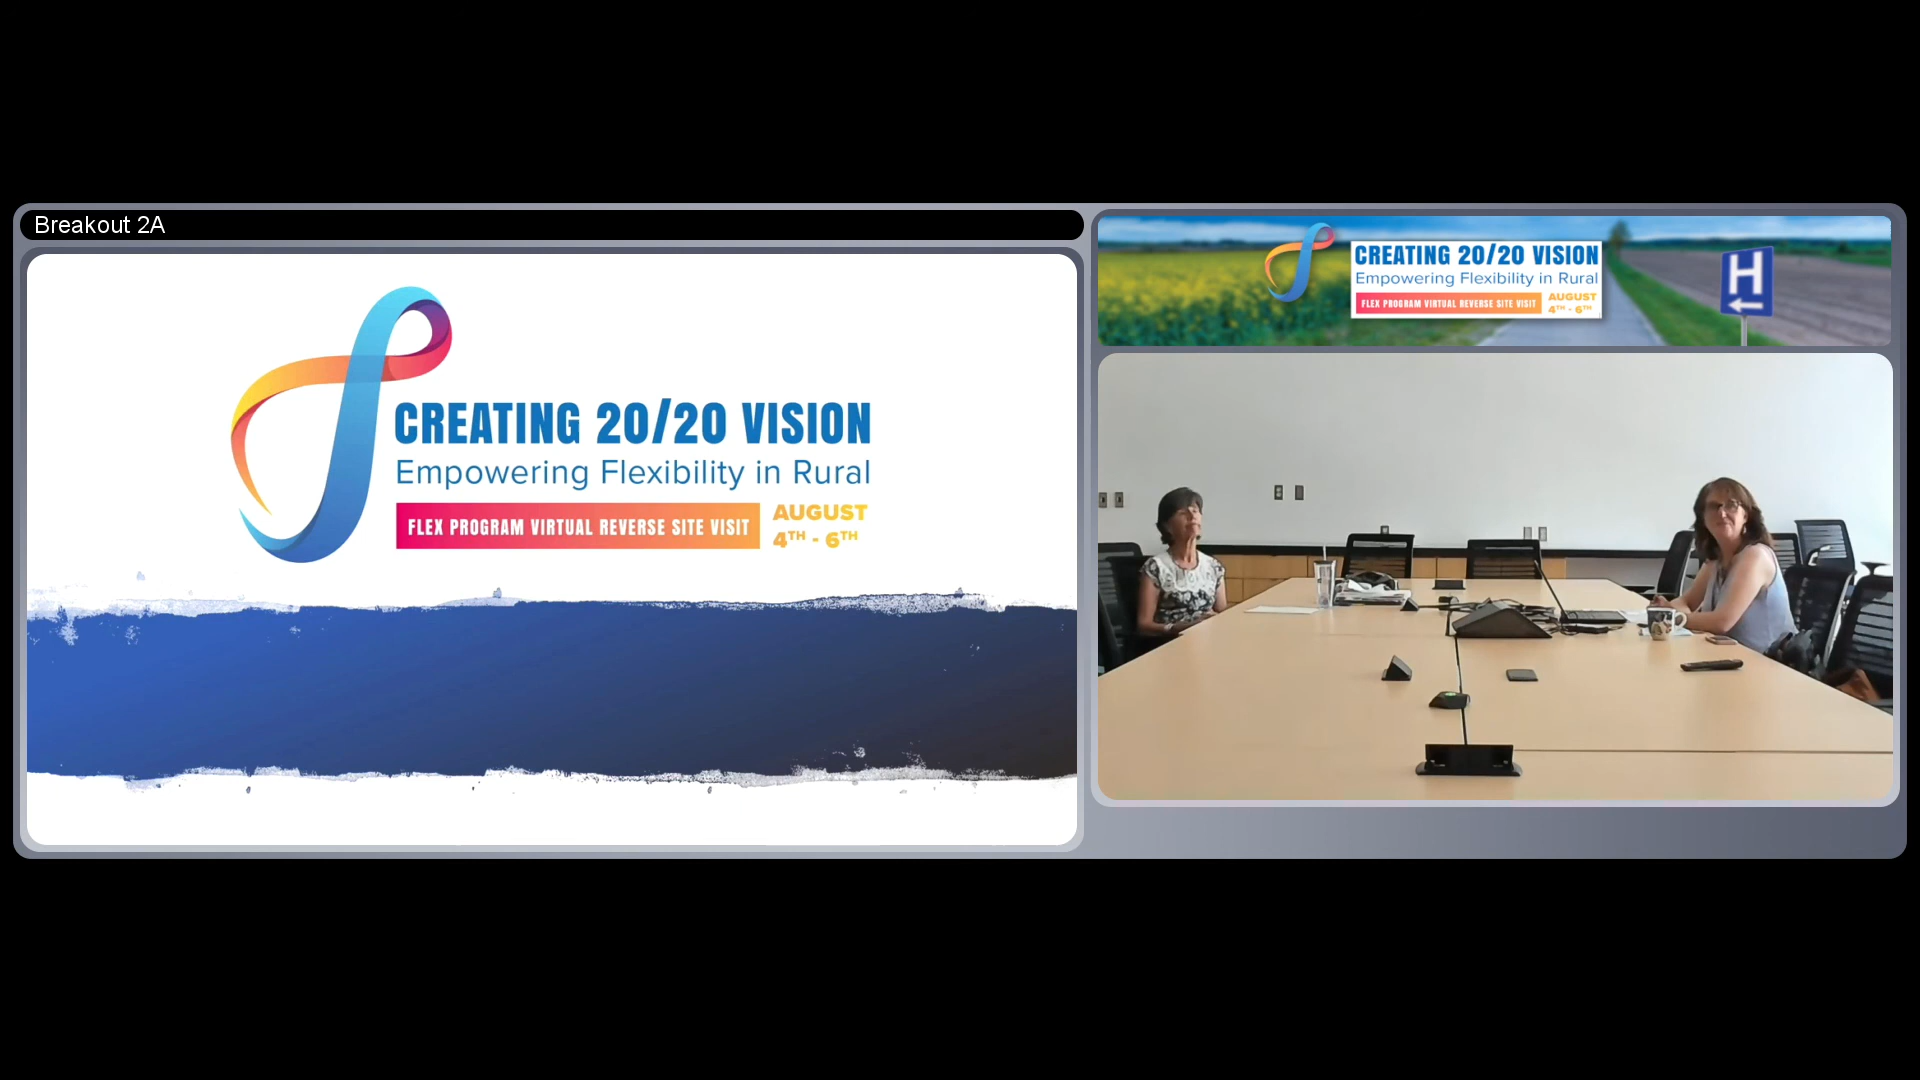 Breakout 2A
CREATING 20/20 VISION
Empowering Flexibility in Rural
FLEX PROGRAM VIRTUAL REVERSE SITE VISIT
AUGUST
4TH - 6TH
CREATING 20/20 VISION
Empowering Flexibility in Rural
FLEX PROGRAM VIRTUAL REVERSE SITE VISIT
AUGUST
4TH - 6TH
H